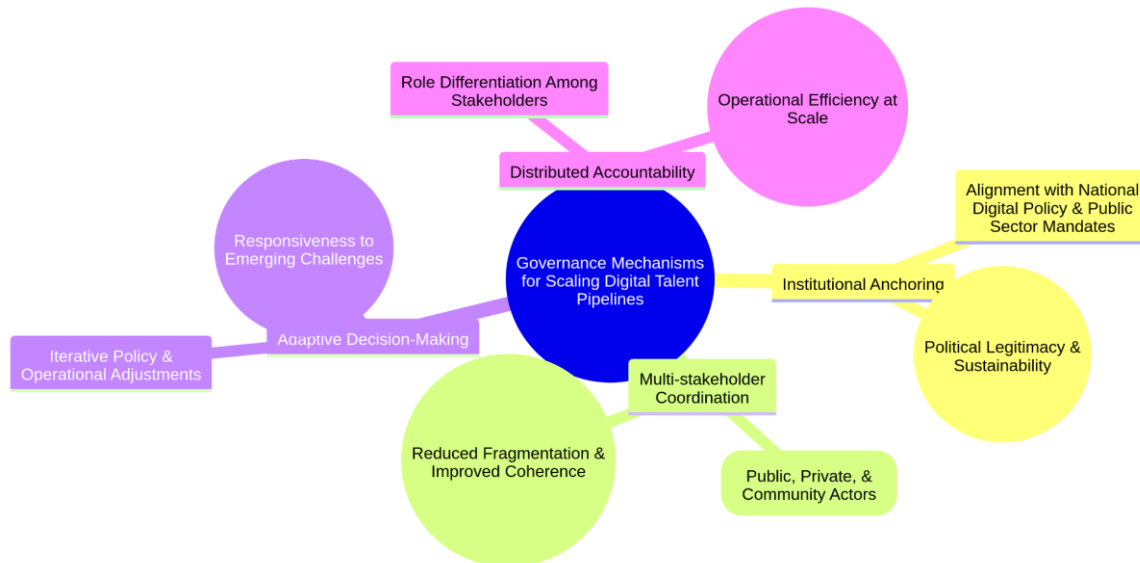 Role Differentiation Among
Stakeholders
Operational Efficiency at
Scale
Distributed Accountability
Alignment with National
Digital Policy & Public
Sector Mandates
Responsiveness to
Emerging Challenges
Governance Mechanisms
for Scaling Digital Talent
Pipelines
Institutional Anchoring
Adaptive Decision-Making
Iterative Policy &
Operational Adjustments
Political Legitimacy &
Sustainability
Multi-stakeholder
Coordination
Reduced Fragmentation &
Improved Coherence
Public, Private, &
Community Actors